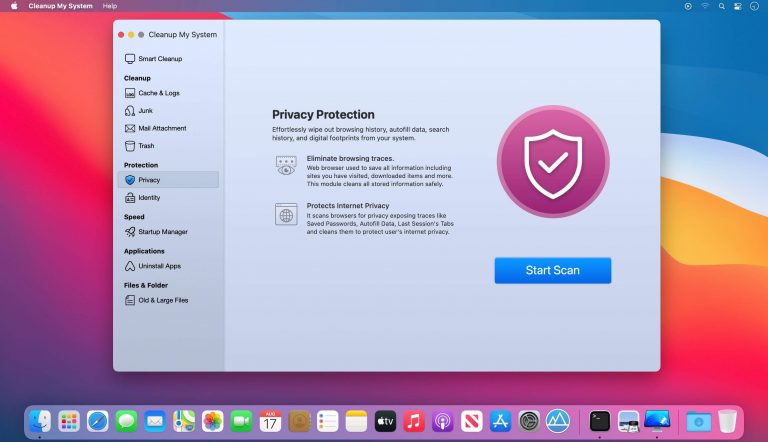 Cleanup My System Help
Cleanup My System
Smart Cleanup
Cleanup
LOG Cache & Logs
Junk
Mail Attachment
Trash
Protection
Privacy
Identity
Speed
Startup Manager
Applications
Uninstall Apps
Files & Folder
Old & Large Files
Privacy Protection
Effortlessly wipe out browsing history, autofill data, search
history, and digital footprints from your system.
Eliminate browsing traces.
Web browser used to save all information including
sites you have visited, downloaded items and more.
This module cleans all stored information safely.
Protects Internet Privacy
It scans browsers for privacy exposing traces like
Saved Passwords, Autofill Data, Last Session's Tabs
and cleans them to protect user's internet privacy.
Start Scan
AUG
17
tv